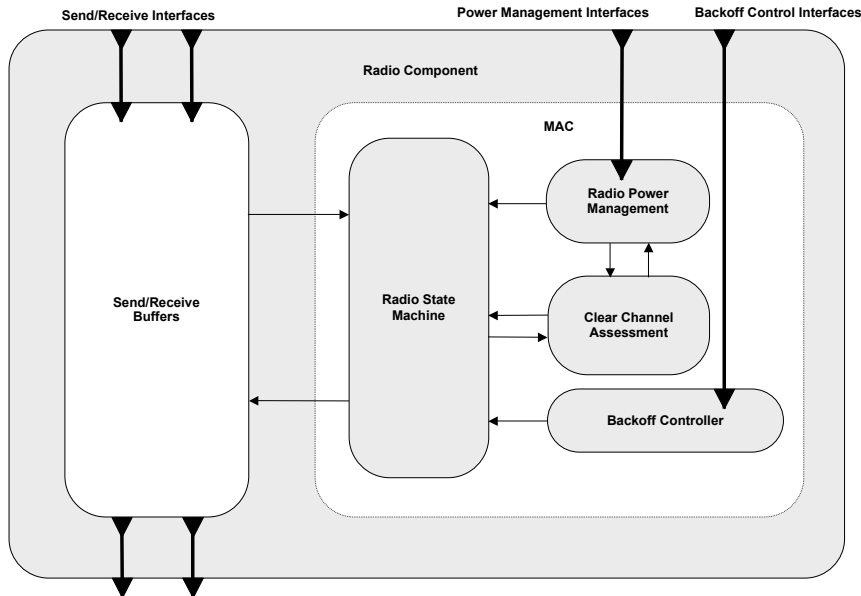 Send/Receive Interfaces
Power Management Interfaces
Backoff Control Interfaces
Radio Component
MAC
Radio Power
Management
Send/Receive
Buffers
Radio State
Machine
Clear Channel
Assessment
Backoff Controller